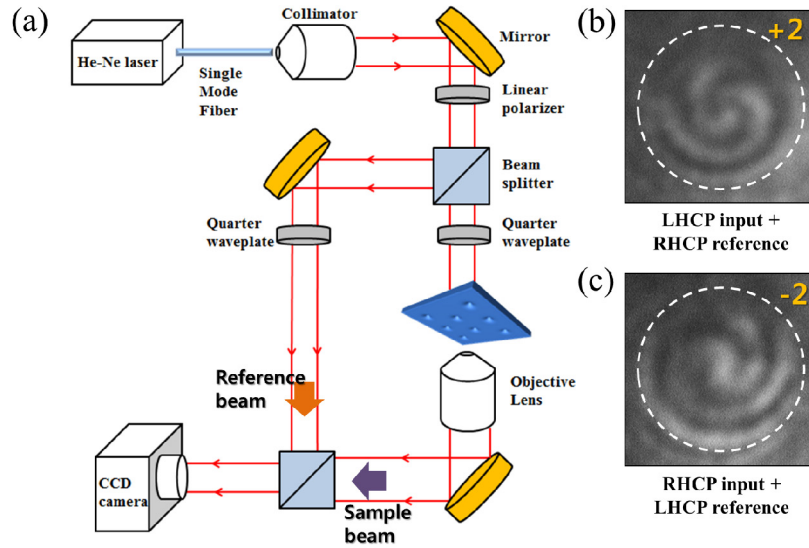 (a)
He-Ne laser
Single
Mode
Fiber
Collimator
Mirror
Linear
polarizer
Beam
splitter
Quarter
waveplate
Quarter
waveplate
Reference
beam
Objective
Lens
CCD
camera
Sample
beam
(b)
+2
LHCP input +
RHCP reference
(c)
-2
RHCP input +
LHCP reference